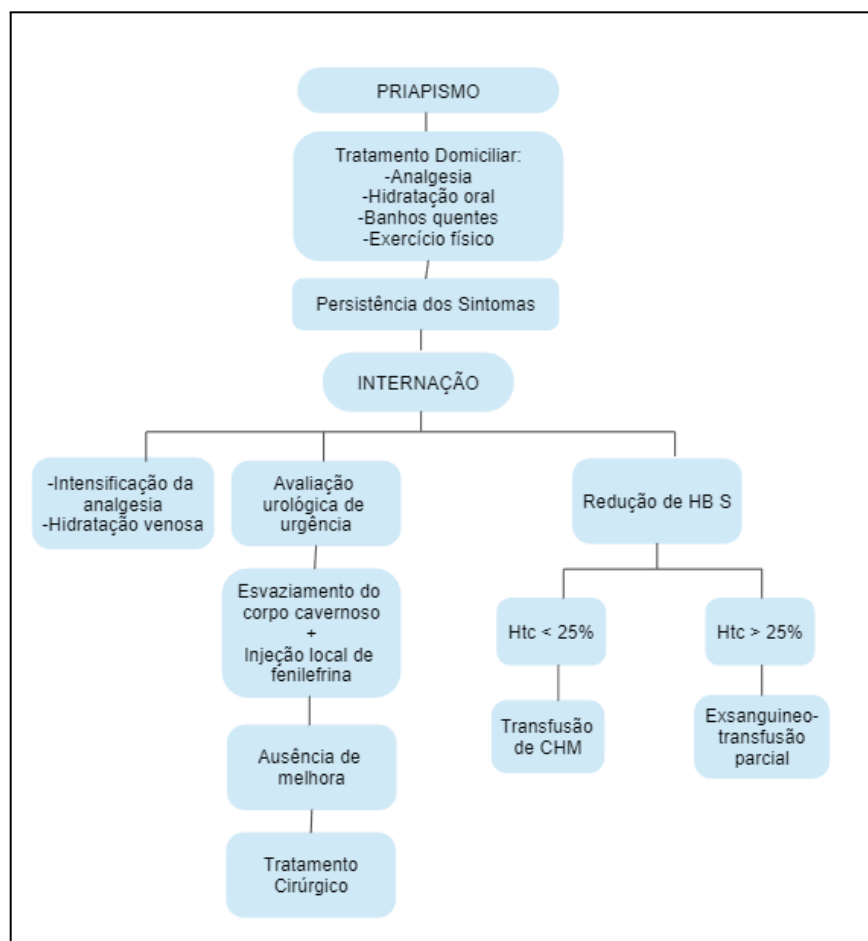 PRIAPISMO
Tratamento Domiciliar:
-Analgesia
-Hidratação oral
-Banhos quentes
-Exercício físico
Persistência dos Sintomas
INTERNAÇÃO
-Intensificação da
analgesia
-Hidratação venosa
Avaliação
urológica de
urgência
Esvaziamento do
corpo cavernoso
+
Injeção local de
fenilefrina
Ausência de
melhora
Tratamento
Cirúrgico
Redução de HB S
Htc < 25%
Transfusão
de CHM
Htc > 25%
Exsanguineo-
transfusão
parcial